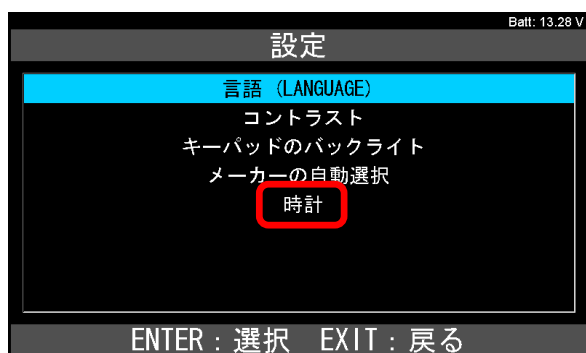 Batt: 13.28 V
設定
言語 (LANGUAGE)
コントラスト
キーパッドのバックライト
メーカーの自動選択
時計
ENTER：選択　EXIT：戻る